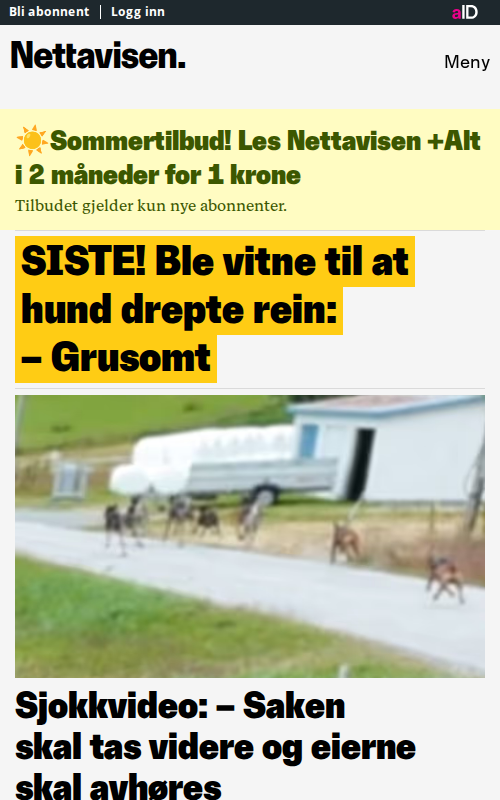 Bli abonnent
Logg inn
aID
Nettavisen.
Meny
☀️Sommertilbud! Les Nettavisen +Alt
i 2 måneder for 1 krone
Tilbudet gjelder kun nye abonnenter.
SISTE! Ble vitne til at
hund drepte rein:
– Grusomt
Sjokkvideo: – Saken
skal tas videre og eierne
skal avhøres